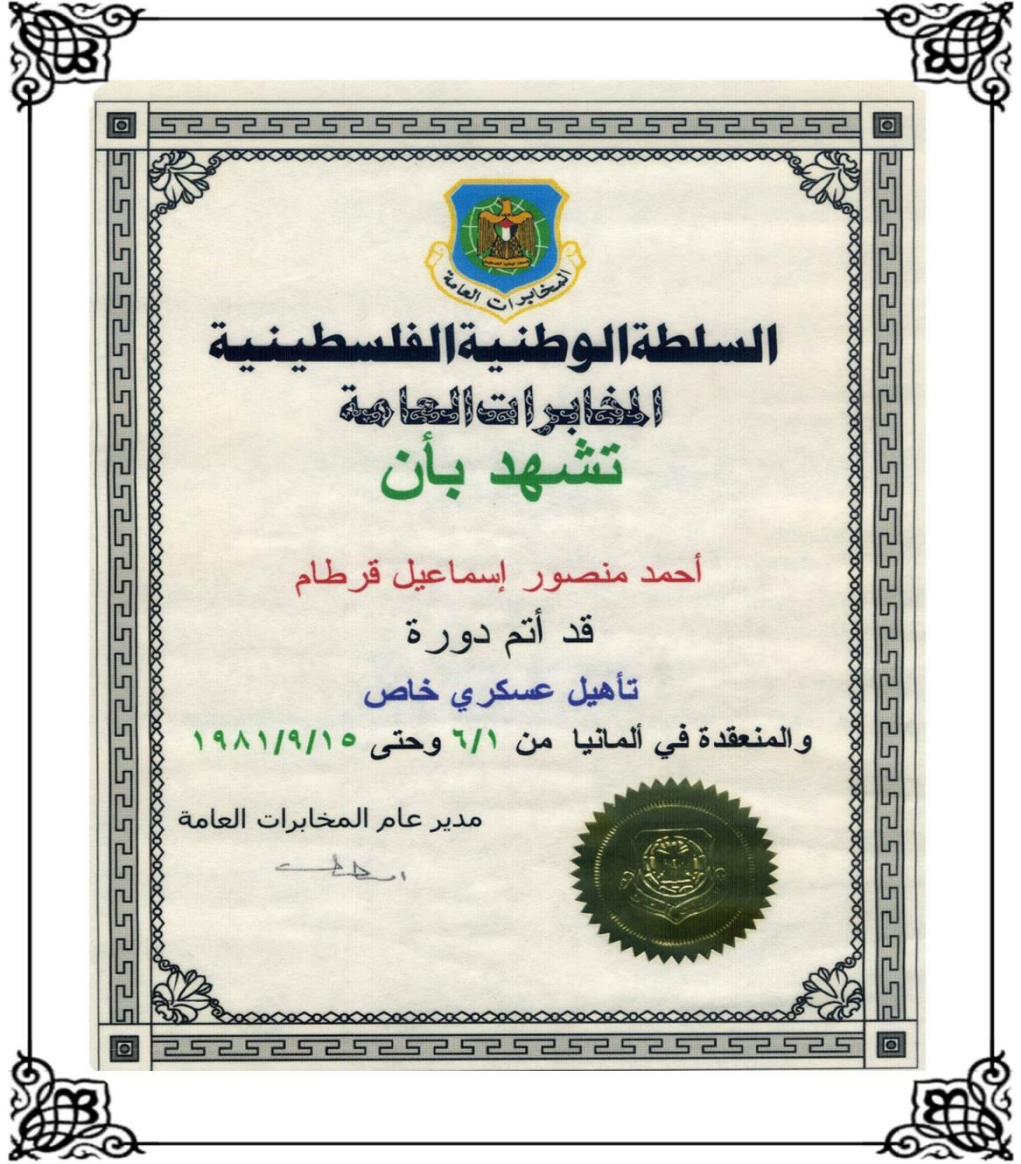 المخابرات العامة
السلطة الوطنية الفلسطينية
المخابرات العامة
تشهد بأن
أحمد منصور إسماعيل قرطام
قد أتم دورة
تأهيل عسكري خاص
والمنعقدة في ألمانيا من ٦/١ وحتى ١٩٨١/٩/١٥
مدير عام المخابرات العامة